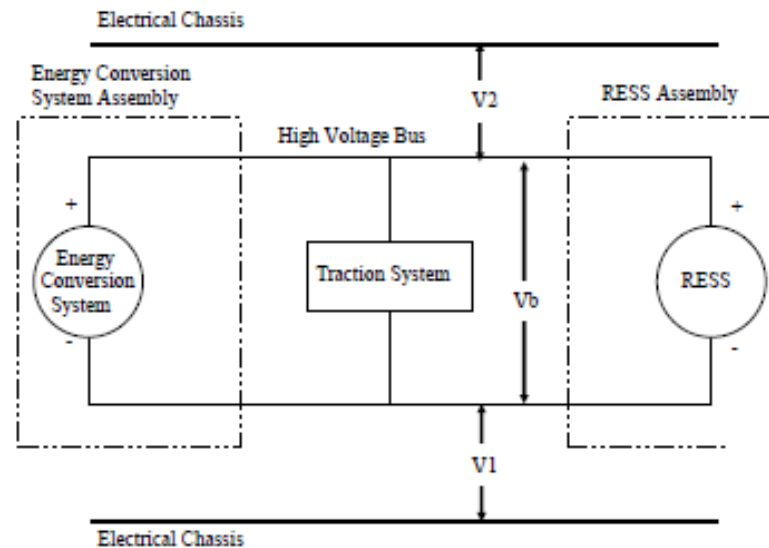 Electrical Chassis
Energy Conversion
System Assembly
V2
RESS Assembly
High Voltage Bus
+
+
Energy
Conversion
System
Traction System
Vb
RESS
-
-
V1
Electrical Chassis